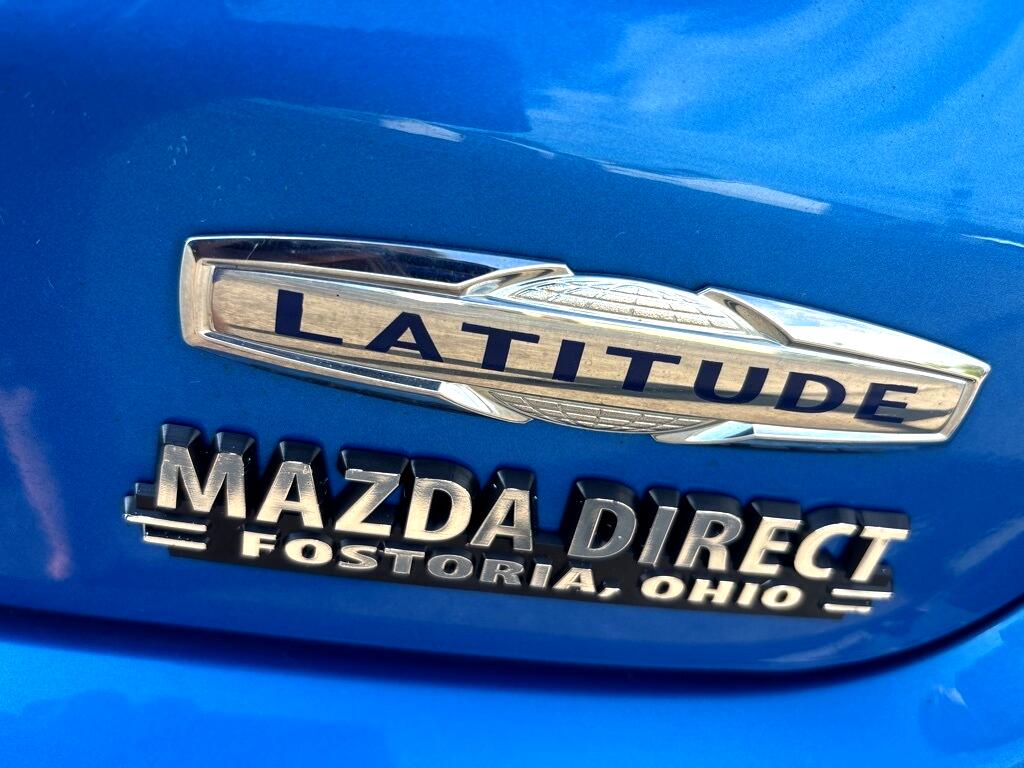 LATITUDE
MAZDA DIRECT
FOSTORIA, OHIO